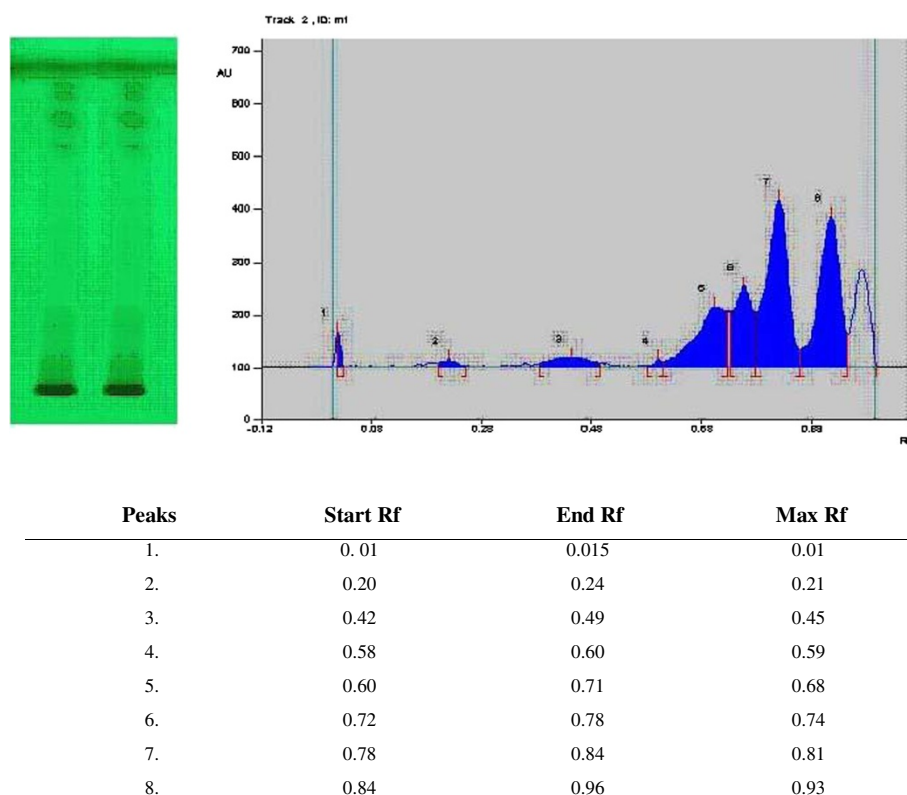 Track 2 , ID: m1
700
AU
600
500
400
300
200
100
0
-0.12 0.08 0.28 0.48 0.68 0.88
R
1
2
3
4
5
6
7
8
Peaks Start Rf End Rf Max Rf
1. 0. 01 0.015 0.01
2. 0.20 0.24 0.21
3. 0.42 0.49 0.45
4. 0.58 0.60 0.59
5. 0.60 0.71 0.68
6. 0.72 0.78 0.74
7. 0.78 0.84 0.81
8. 0.84 0.96 0.93